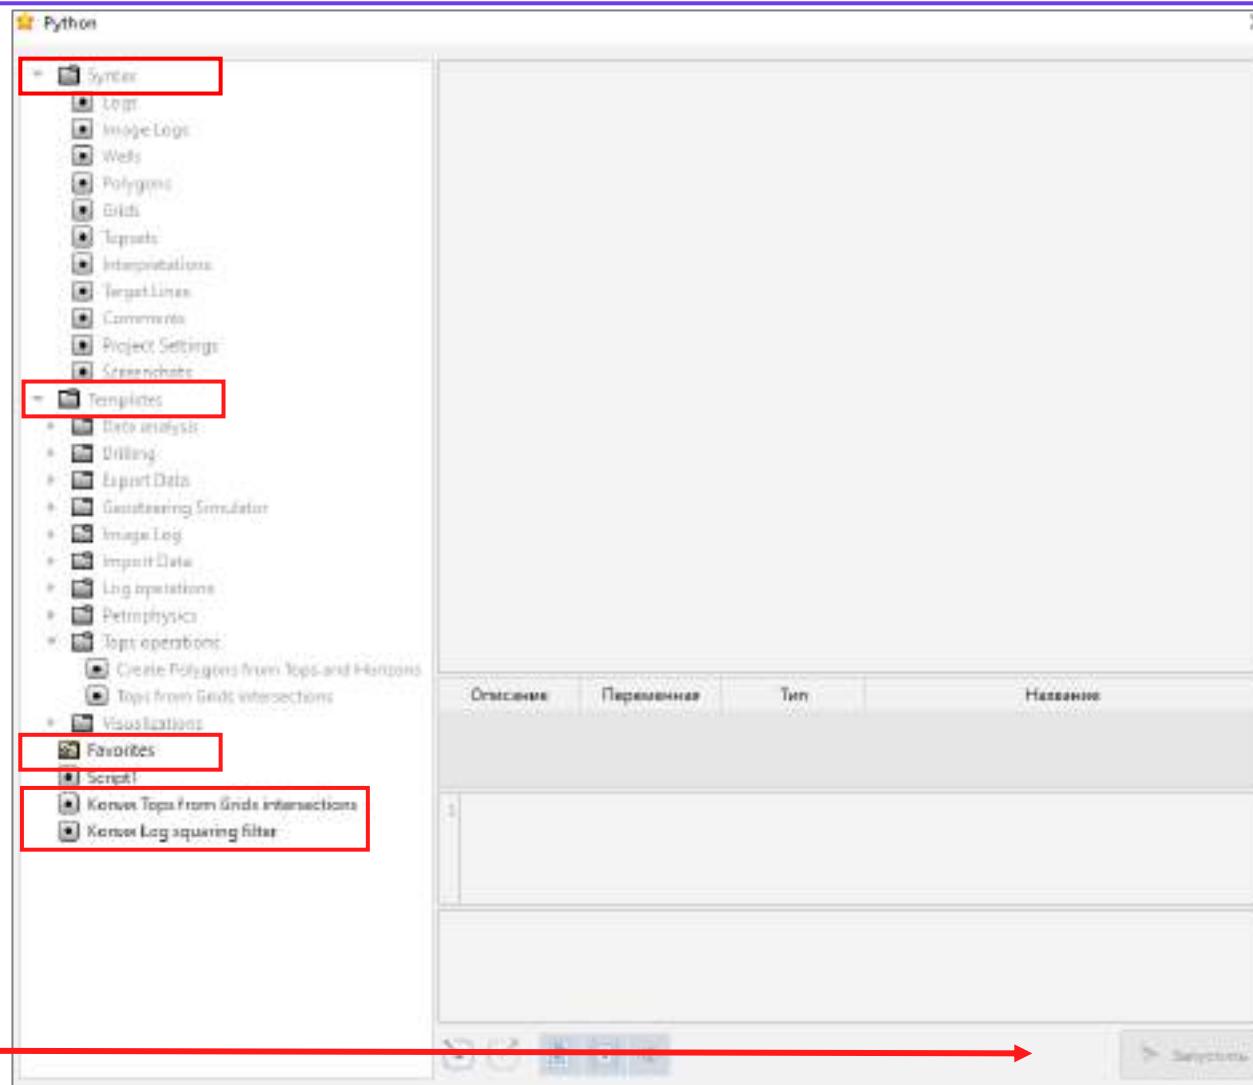 Python
Syntax
Logs
Image Logs
Wells
Polygons
Grids
Topsets
Interpretations
Target Lines
Comments
Project Settings
Screenshots
Templates
Data analysis
Drilling
Export Data
Geosteering Simulator
Image Log
Import Data
Log operations
Petrophysics
Tops operations
Create Polygons from Tops and Horizons
Tops from Grids intersections
Visualizations
Favorites
Script1
Копия Tops from Grids intersections
Копия Log squaring filter
Описание Переменная Тип Название
1
Запустить